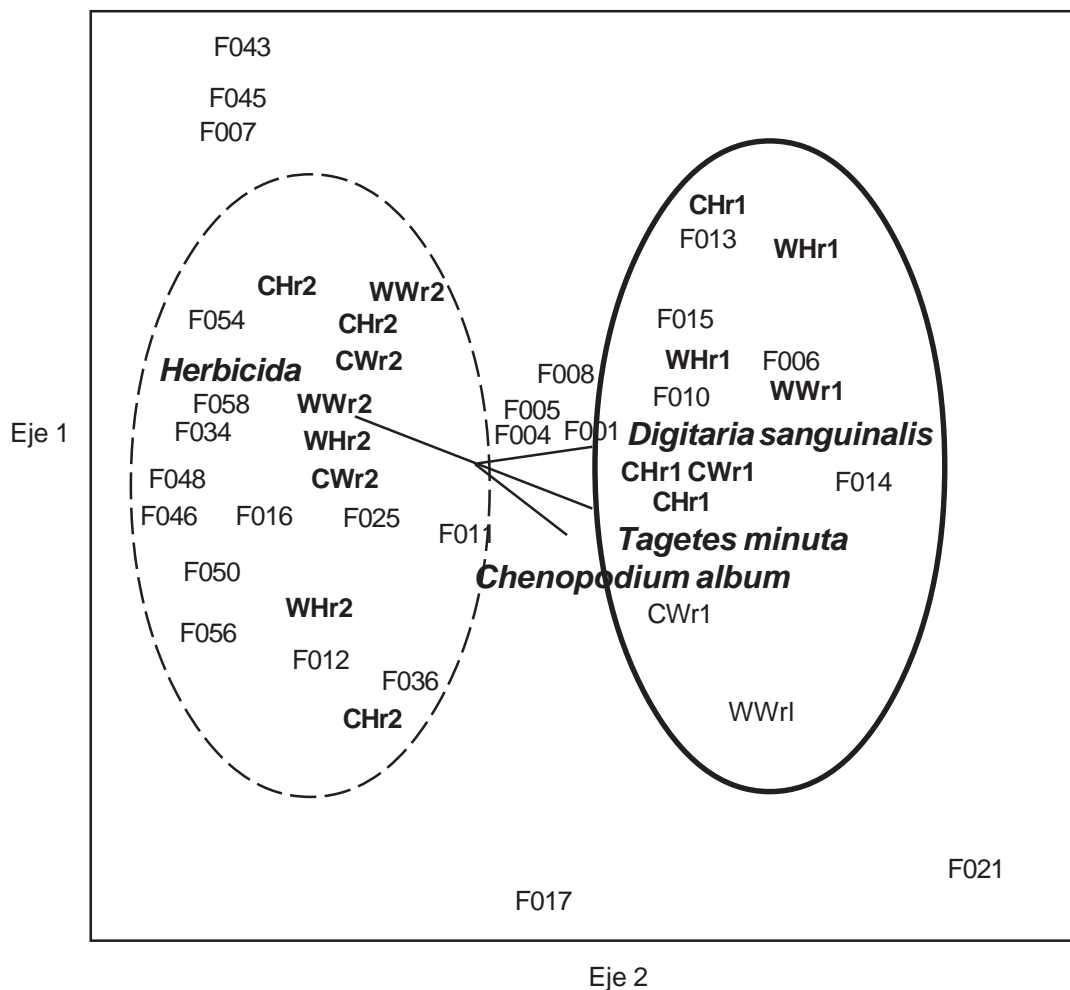 F043
F045
F007
CHr1
F013
WHr1
CHr2
WWr2
F054
CHr2
F015
CWr2
WHr1
F006
Herbicida
F008
WWr1
F058
WWr2
F005
F010
Eje 1
F034
WHr2
F004
F001
Digitaria sanguinalis
F048
CWr2
CHr1 CWr1
F014
CHr1
F046
F016
F025
F011
Tagetes minuta
F050
Chenopodium album
WHr2
CWr1
F056
F012
F036
CHr2
WWrl
F021
F017
Eje 2